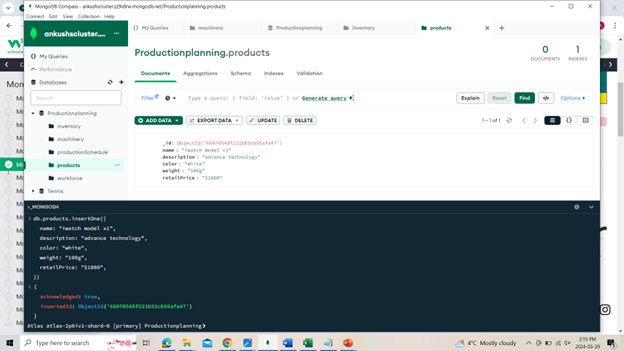 MongoDB Compass - ankushscluster.zz9x8rw.mongodb.net/Productionplanning.products
Connect Edit View Collection Help
ankushscluster....
My Queries
Performance
Databases
Search
Productionplanning
inventory
machinery
productionSchedule
products
workforce
Tennis
My Queries machinery Productionplanning inventory products
Productionplanning.products
0
DOCUMENTS
1
INDEXES
Documents Aggregations Schema Indexes Validation
Filter Type a query: { field: 'value' } or Generate query
Explain Reset Find Options
ADD DATA EXPORT DATA UPDATE DELETE
1 – 1 of 1
_id: ObjectId('66070548f221b53cb05afa47')
name : "iwatch model x1"
description : "advance technology"
color : "white"
weight : "100g"
retailPrice : "$1000"
>_MONGOSH
> db.products.insertOne({
name: "iwatch model x1",
description: "advance technology",
color: "white",
weight: "100g",
retailPrice: "$1000",
})
< {
acknowledged: true,
insertedId: ObjectId('66070548f221b53cb05afa47')
}
Atlas atlas-2p6iv1-shard-0 [primary] Productionplanning>
Type here to search
4°C Mostly cloudy
2:15 PM
2024-03-29